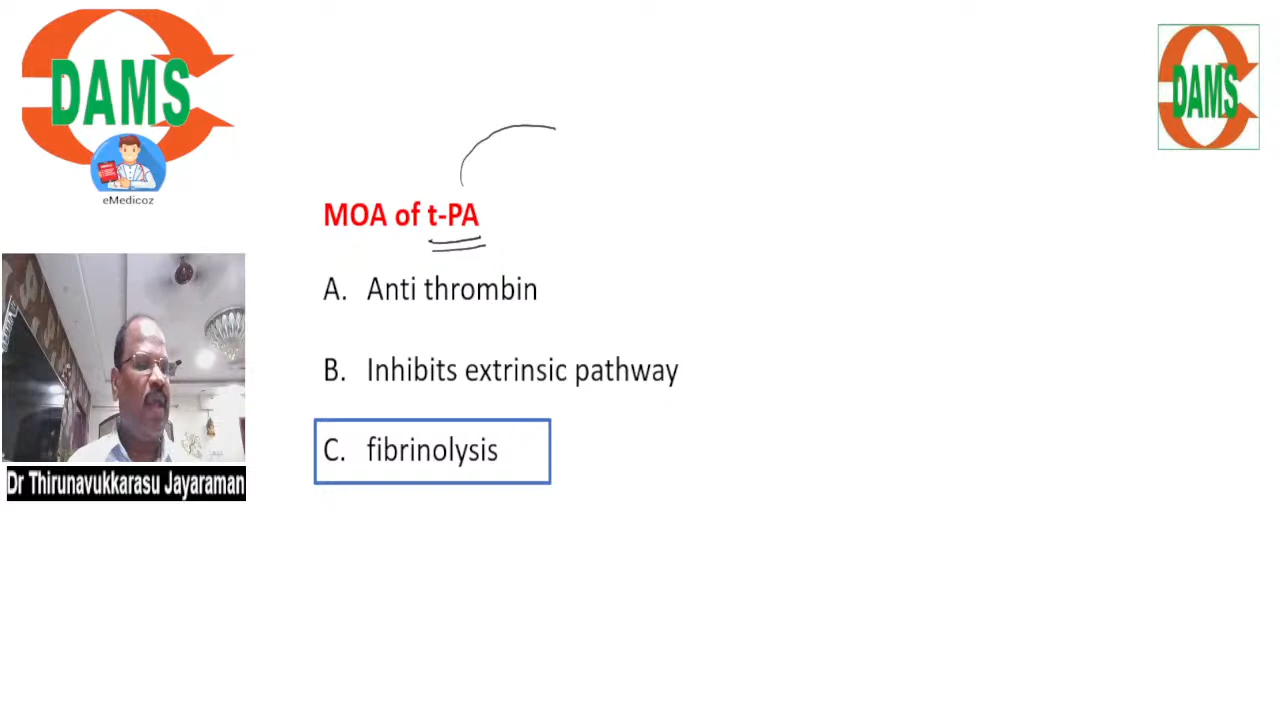 DAMS
DAMS
eMedicoz
MOA of t-PA
A. Anti thrombin
B. Inhibits extrinsic pathway
C. fibrinolysis
Dr Thirunavukkarasu Jayaraman